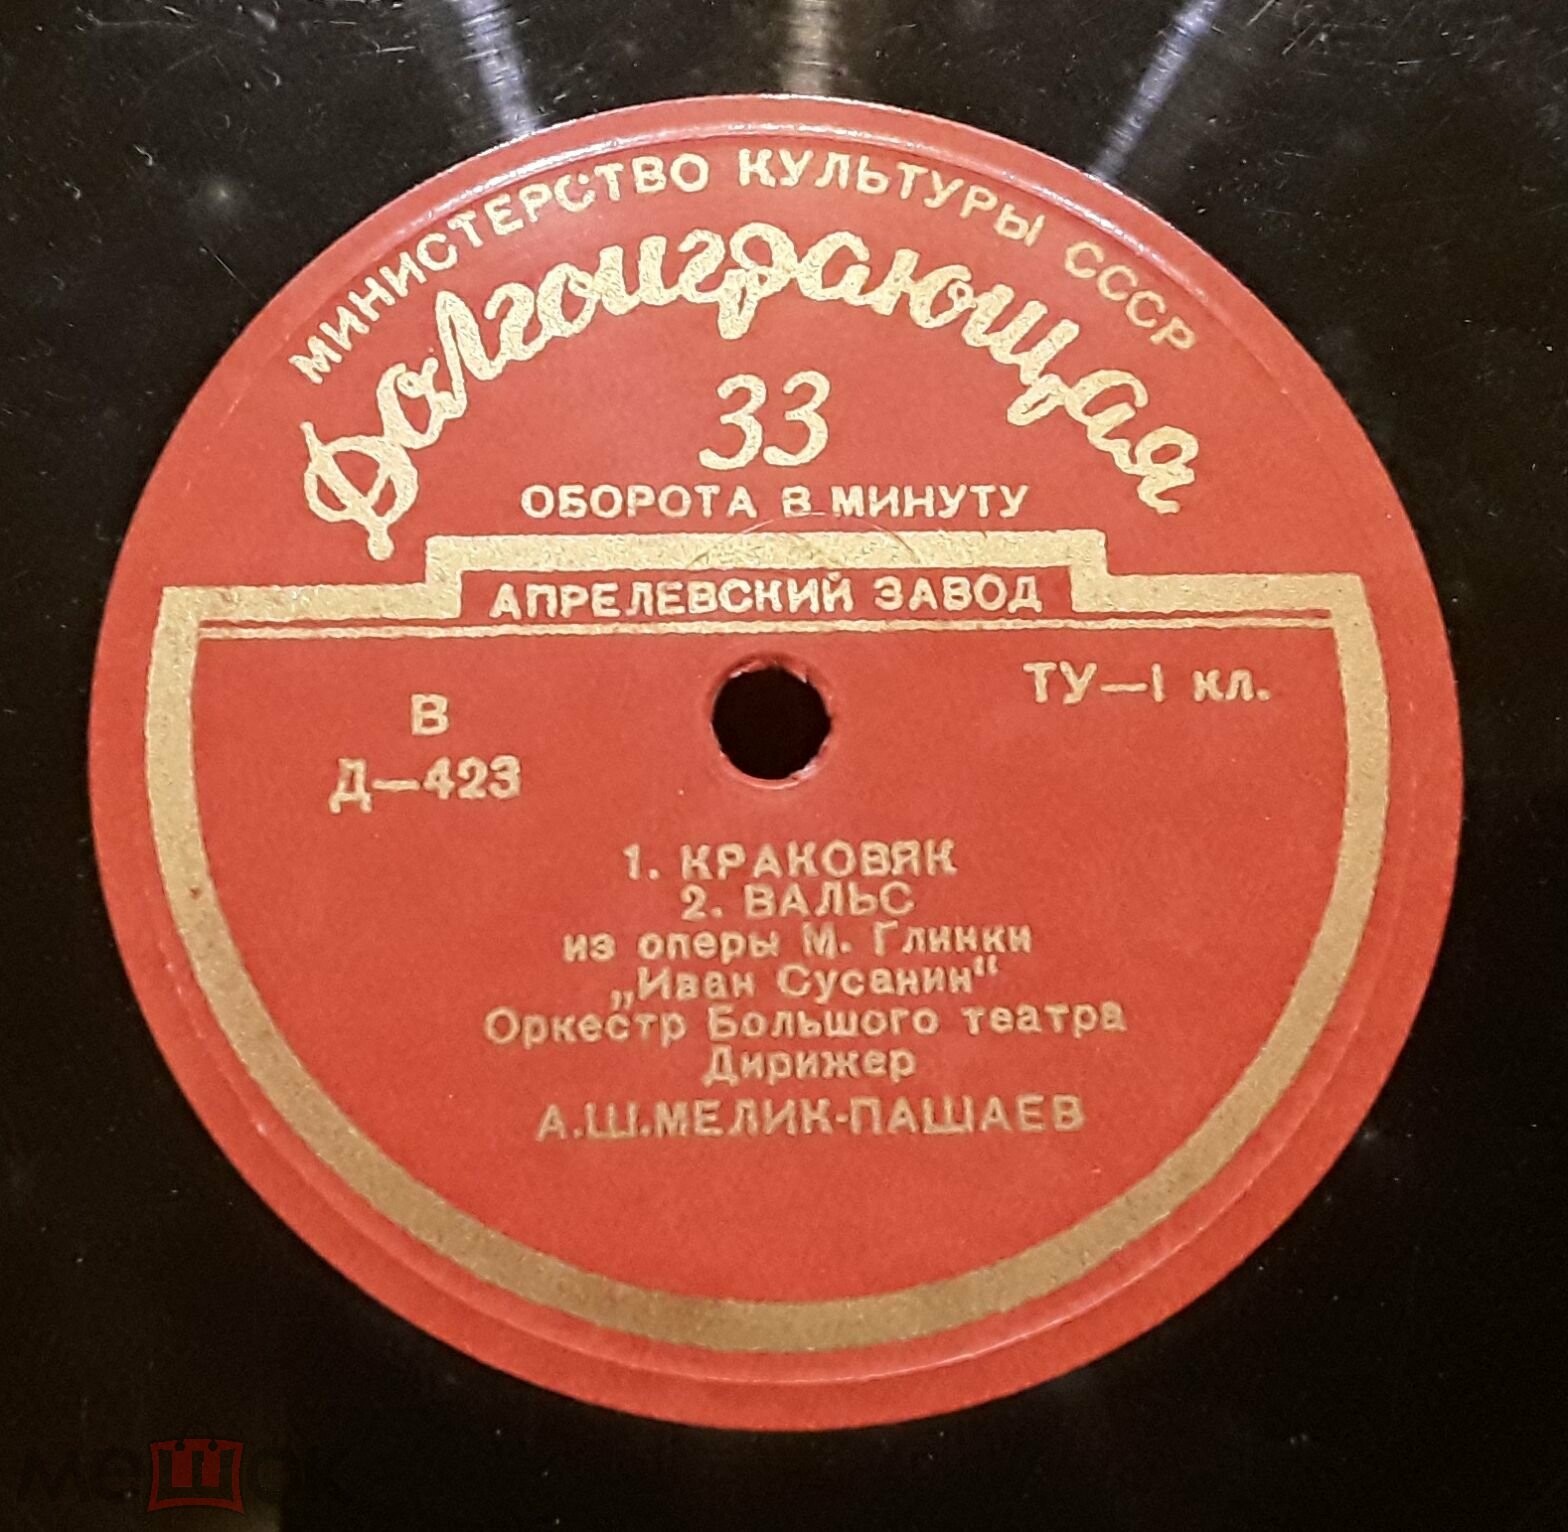 МИНИСТЕРСТВО КУЛЬТУРЫ СССР
Долгоиграющая
33
ОБОРОТА В МИНУТУ
АПРЕЛЕВСКИЙ ЗАВОД
ТУ—I кл.
В
Д—423
1. КРАКОВЯК
2. ВАЛЬС
из оперы М. Глинки
„Иван Сусанин“
Оркестр Большого театра
Дирижер
А.Ш.МЕЛИК-ПАШАЕВ
мешок